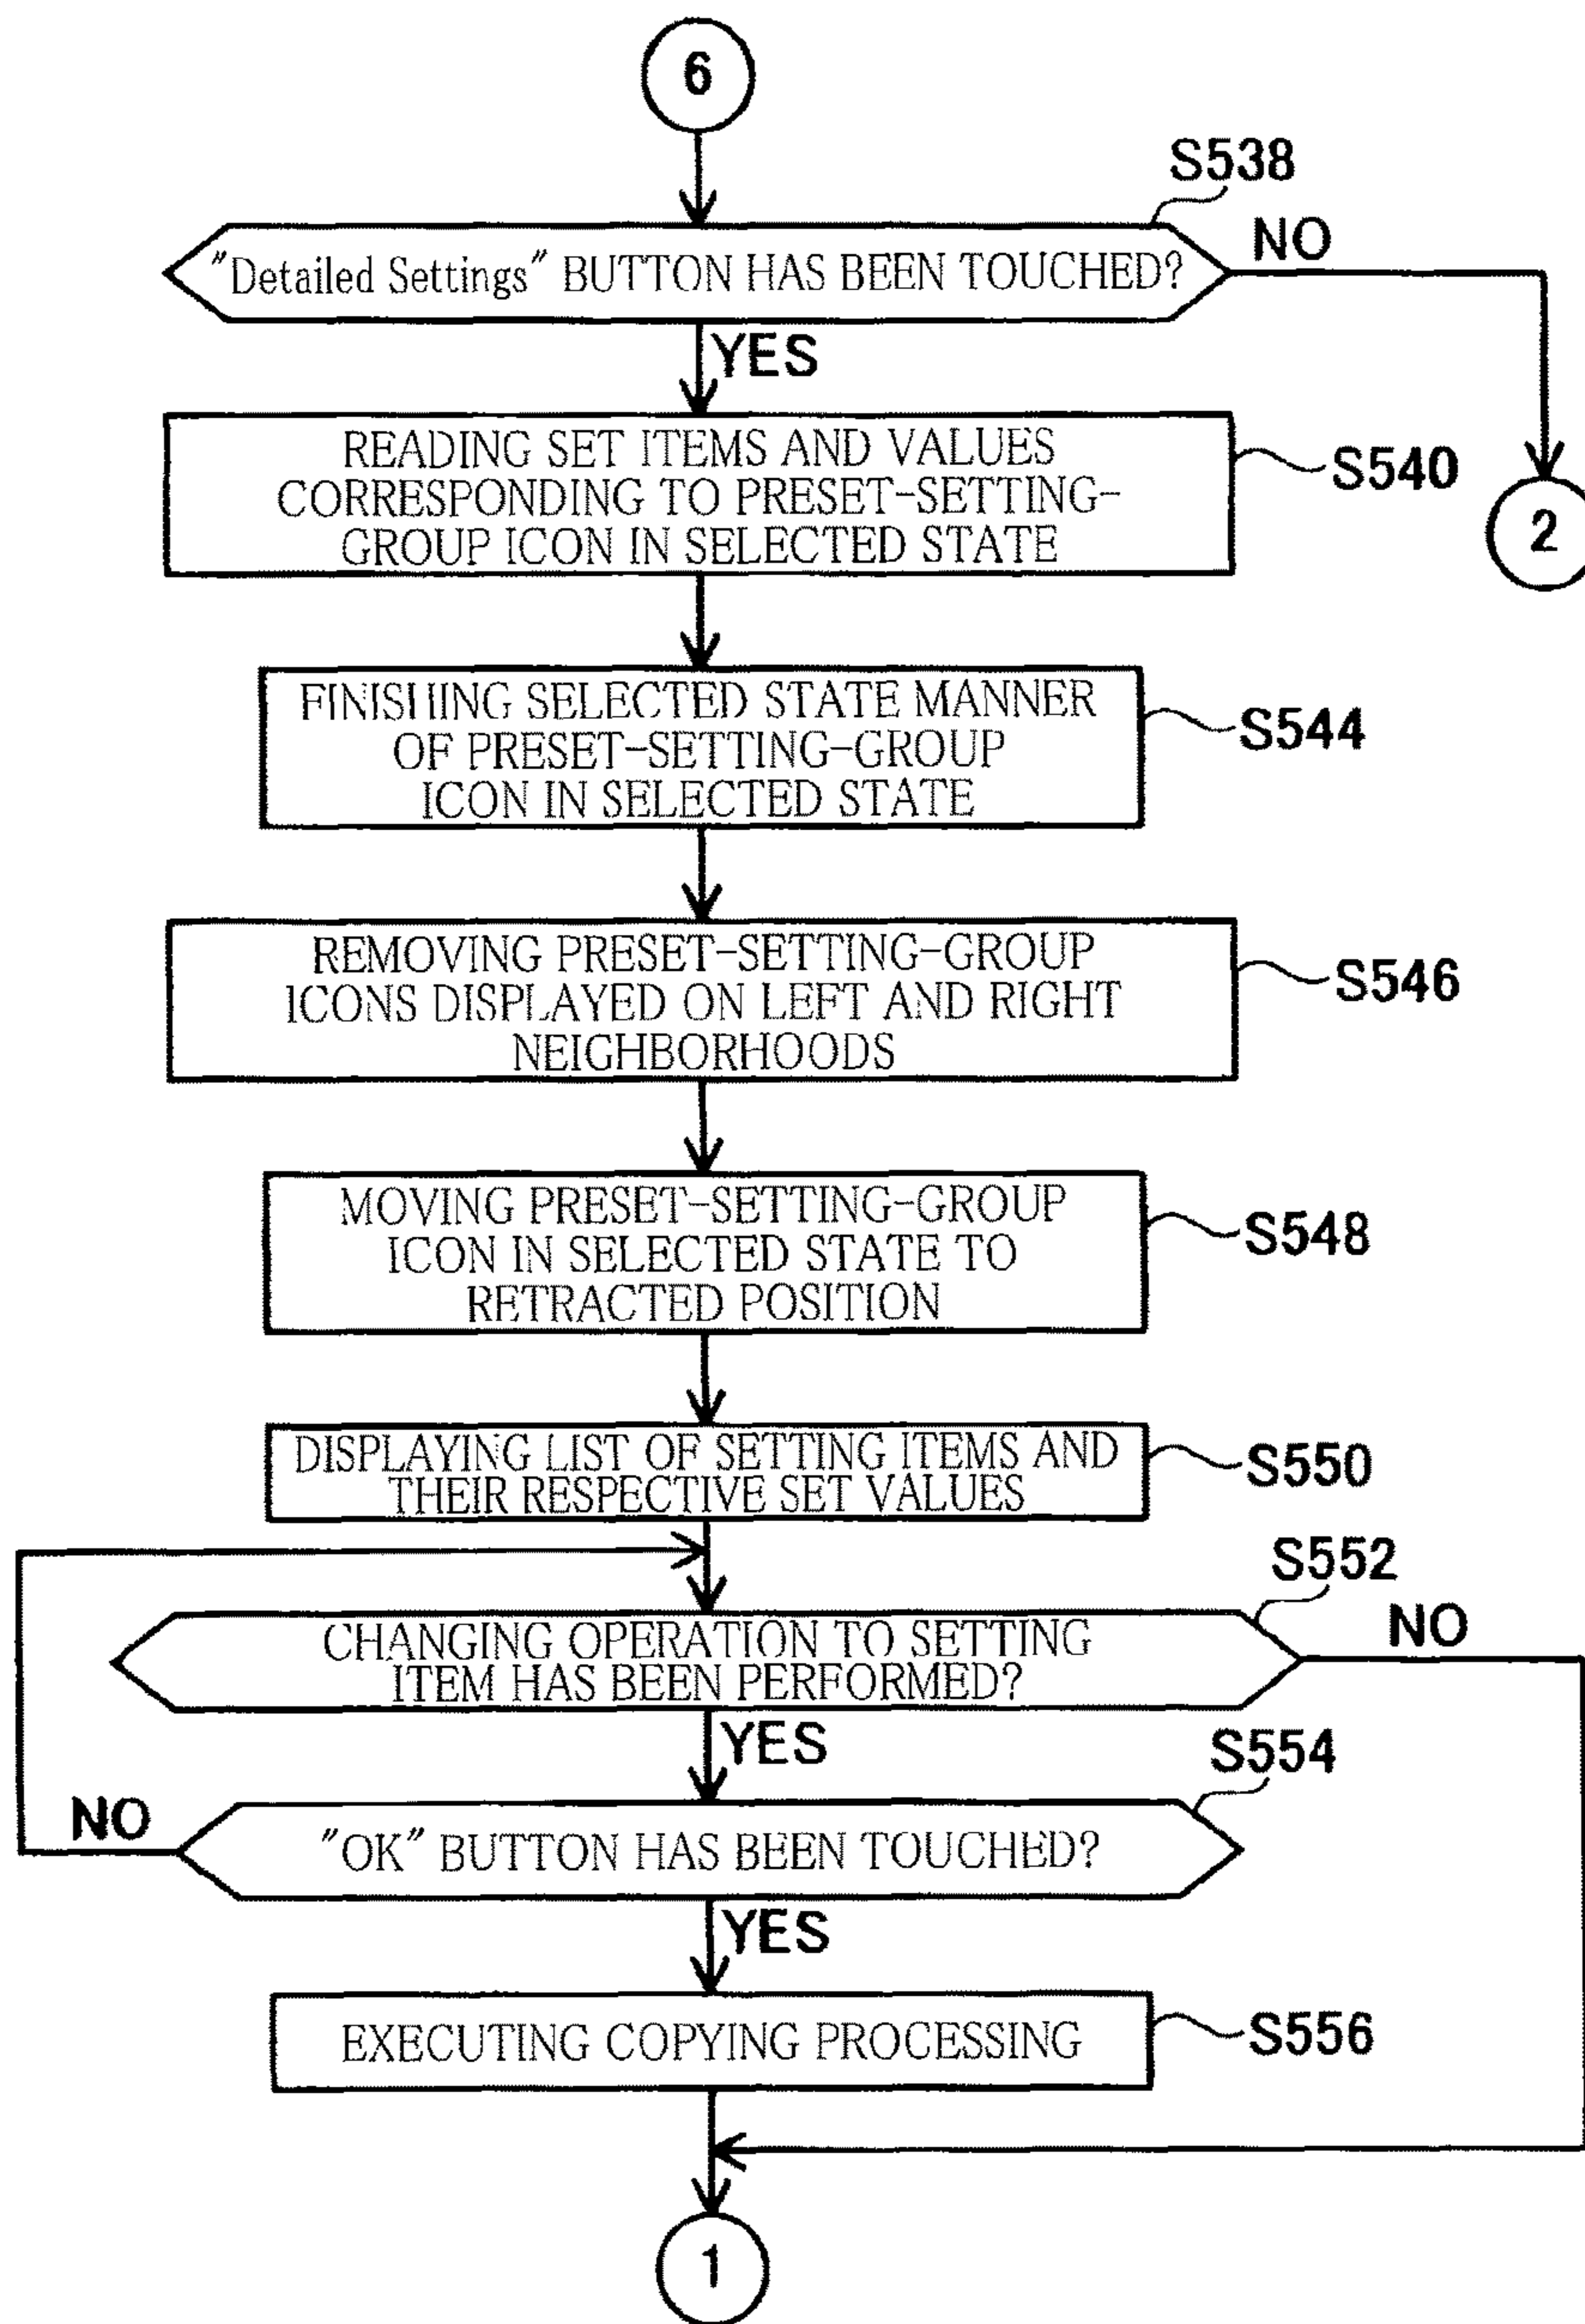 6
S538
"Detailed Settings" BUTTON HAS BEEN TOUCHED?
NO
YES
READING SET ITEMS AND VALUES
CORRESPONDING TO PRESET-SETTING-
GROUP ICON IN SELECTED STATE
S540
2
FINISHING SELECTED STATE MANNER
OF PRESET-SETTING-GROUP
ICON IN SELECTED STATE
S544
REMOVING PRESET-SETTING-GROUP
ICONS DISPLAYED ON LEFT AND RIGHT
NEIGHBORHOODS
S546
MOVING PRESET-SETTING-GROUP
ICON IN SELECTED STATE TO
RETRACTED POSITION
S548
DISPLAYING LIST OF SETTING ITEMS AND
THEIR RESPECTIVE SET VALUES
S550
S552
CHANGING OPERATION TO SETTING
ITEM HAS BEEN PERFORMED?
NO
YES
S554
NO
"OK" BUTTON HAS BEEN TOUCHED?
YES
EXECUTING COPYING PROCESSING
S556
1